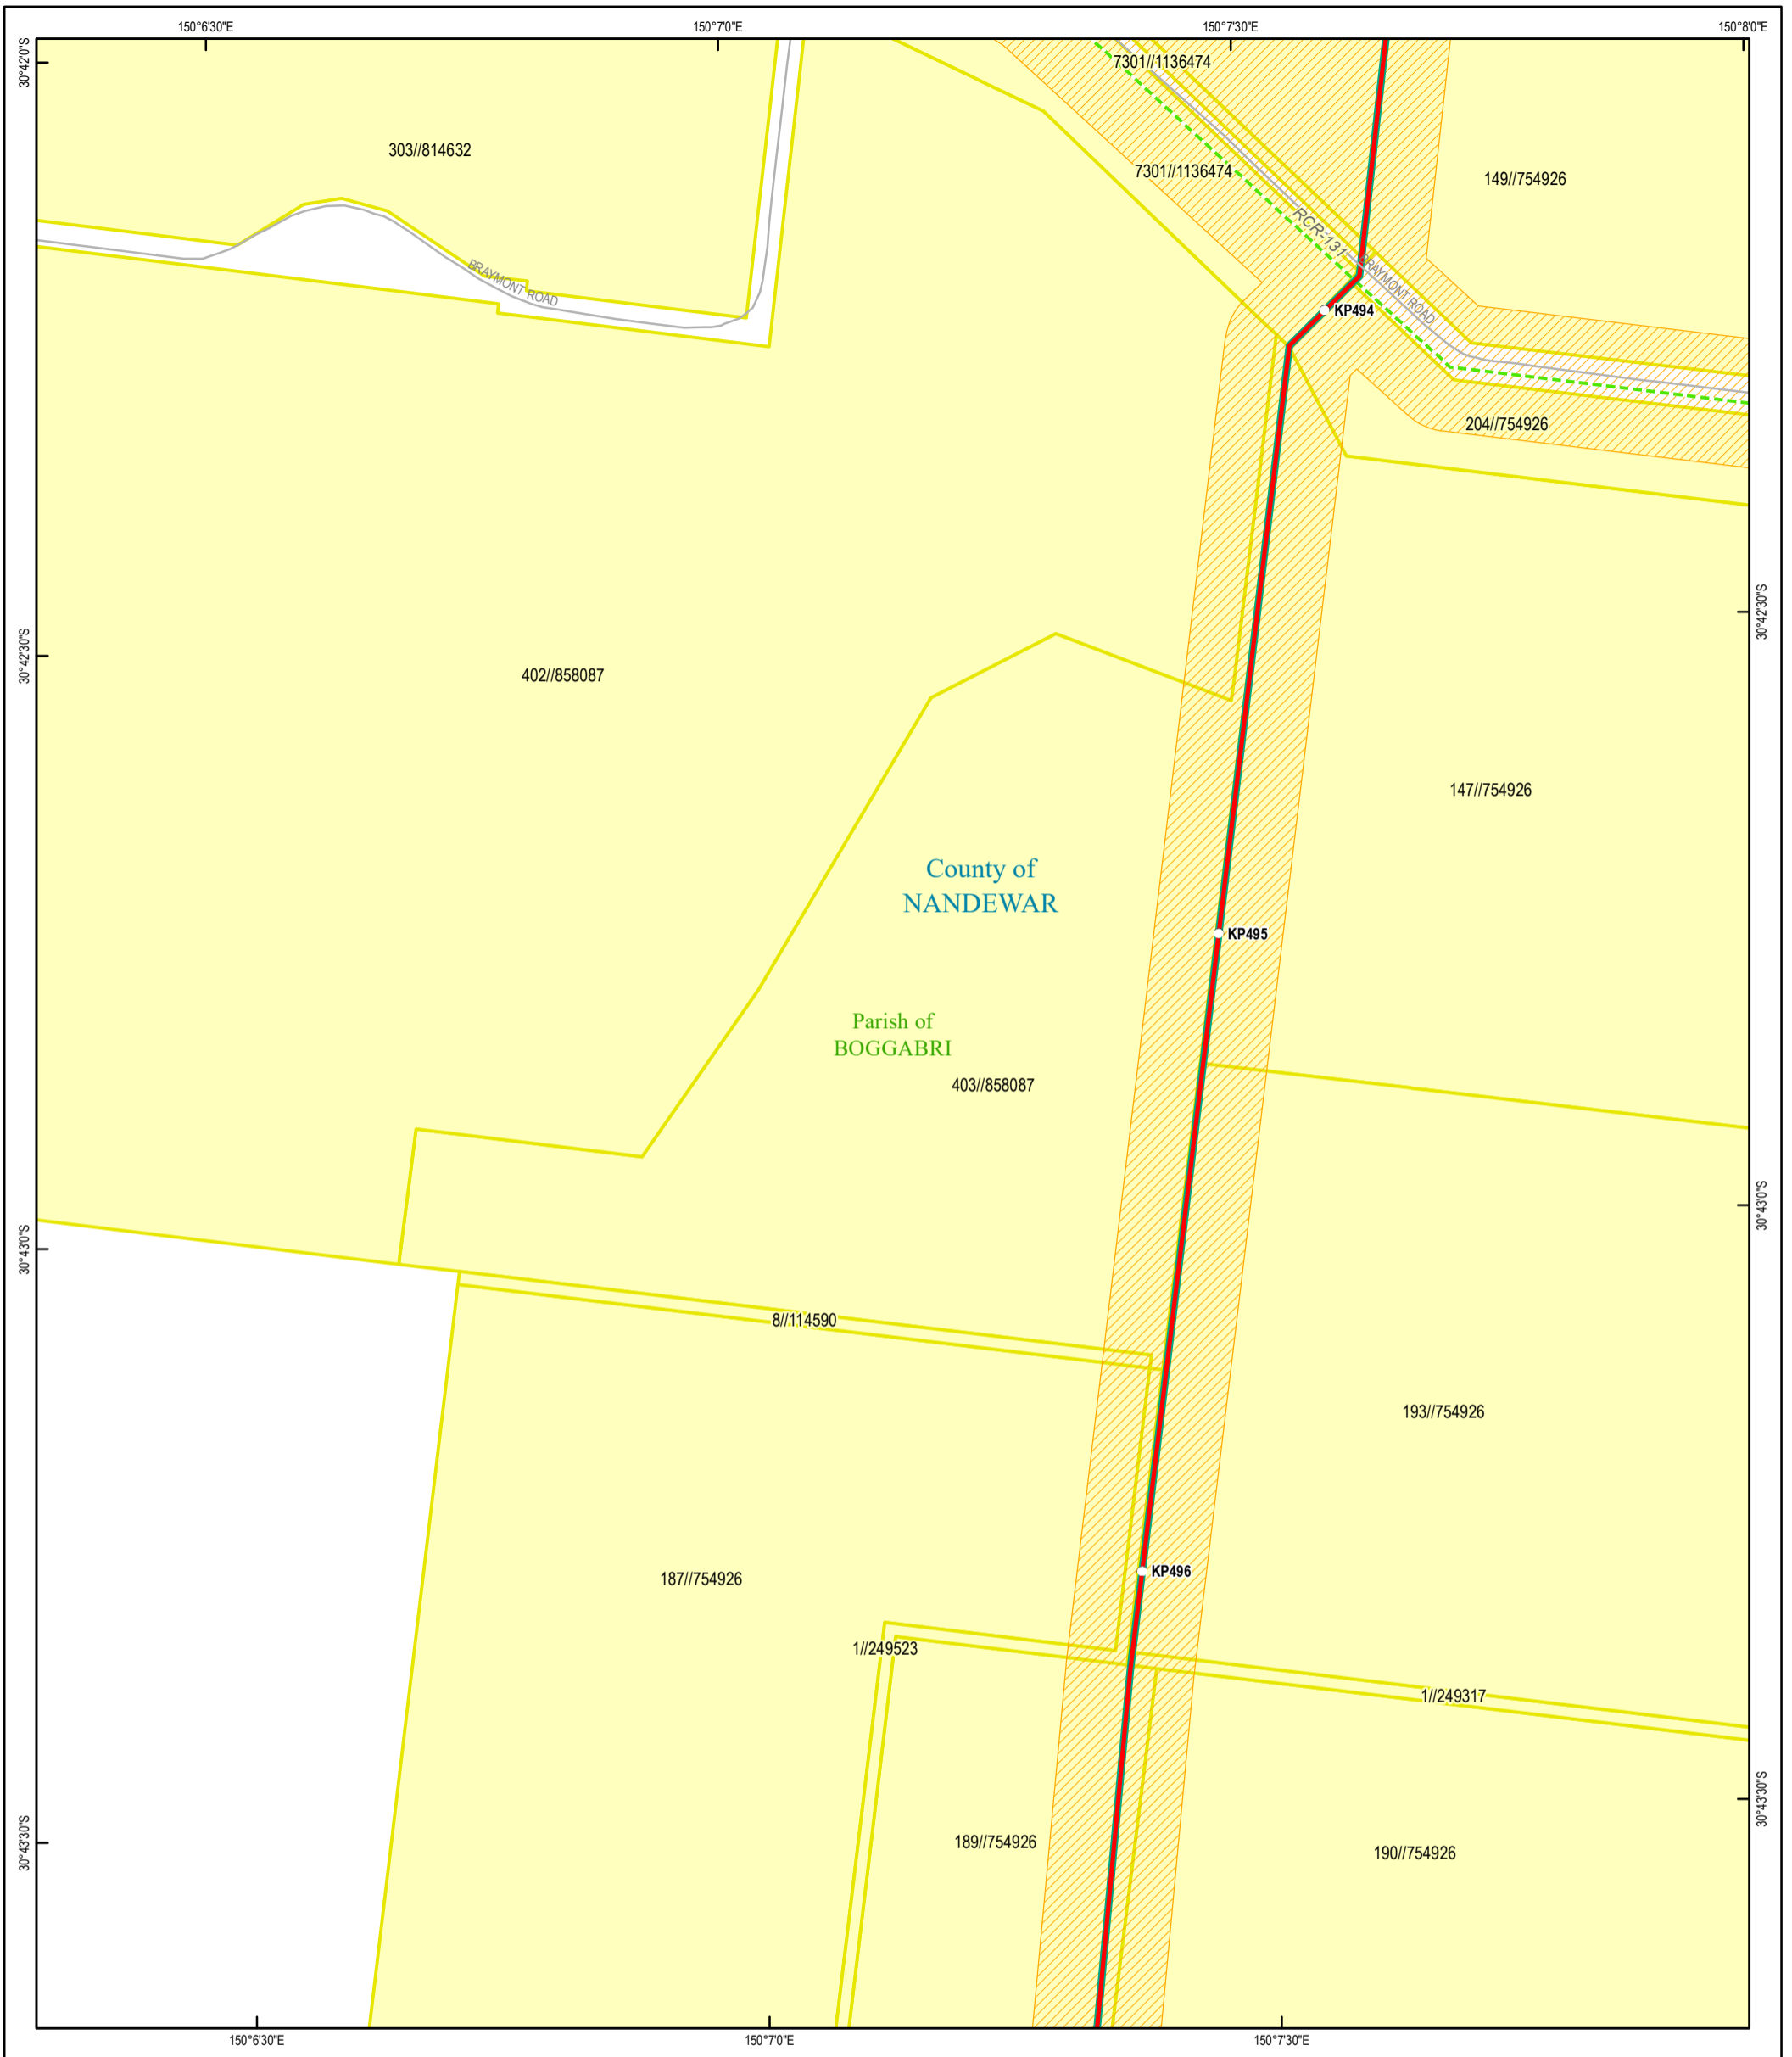 150°6'30"E
150°7'0"E
150°7'30"E
150°8'0"E
30°42'0"S
7301//1136474
303//814632
7301//1136474
149//754926
RCR-131
BRAYMONT ROAD
BRAYMONT ROAD
KP494
204//754926
30°42'30"S
30°42'30"S
402//858087
147//754926
County of
NANDEWAR
KP495
Parish of
BOGGABRI
403//858087
30°43'0"S
30°43'0"S
8//114590
193//754926
KP496
187//754926
1//249523
1//249317
30°43'30"S
30°43'30"S
189//754926
190//754926
150°6'30"E
150°7'0"E
150°7'30"E